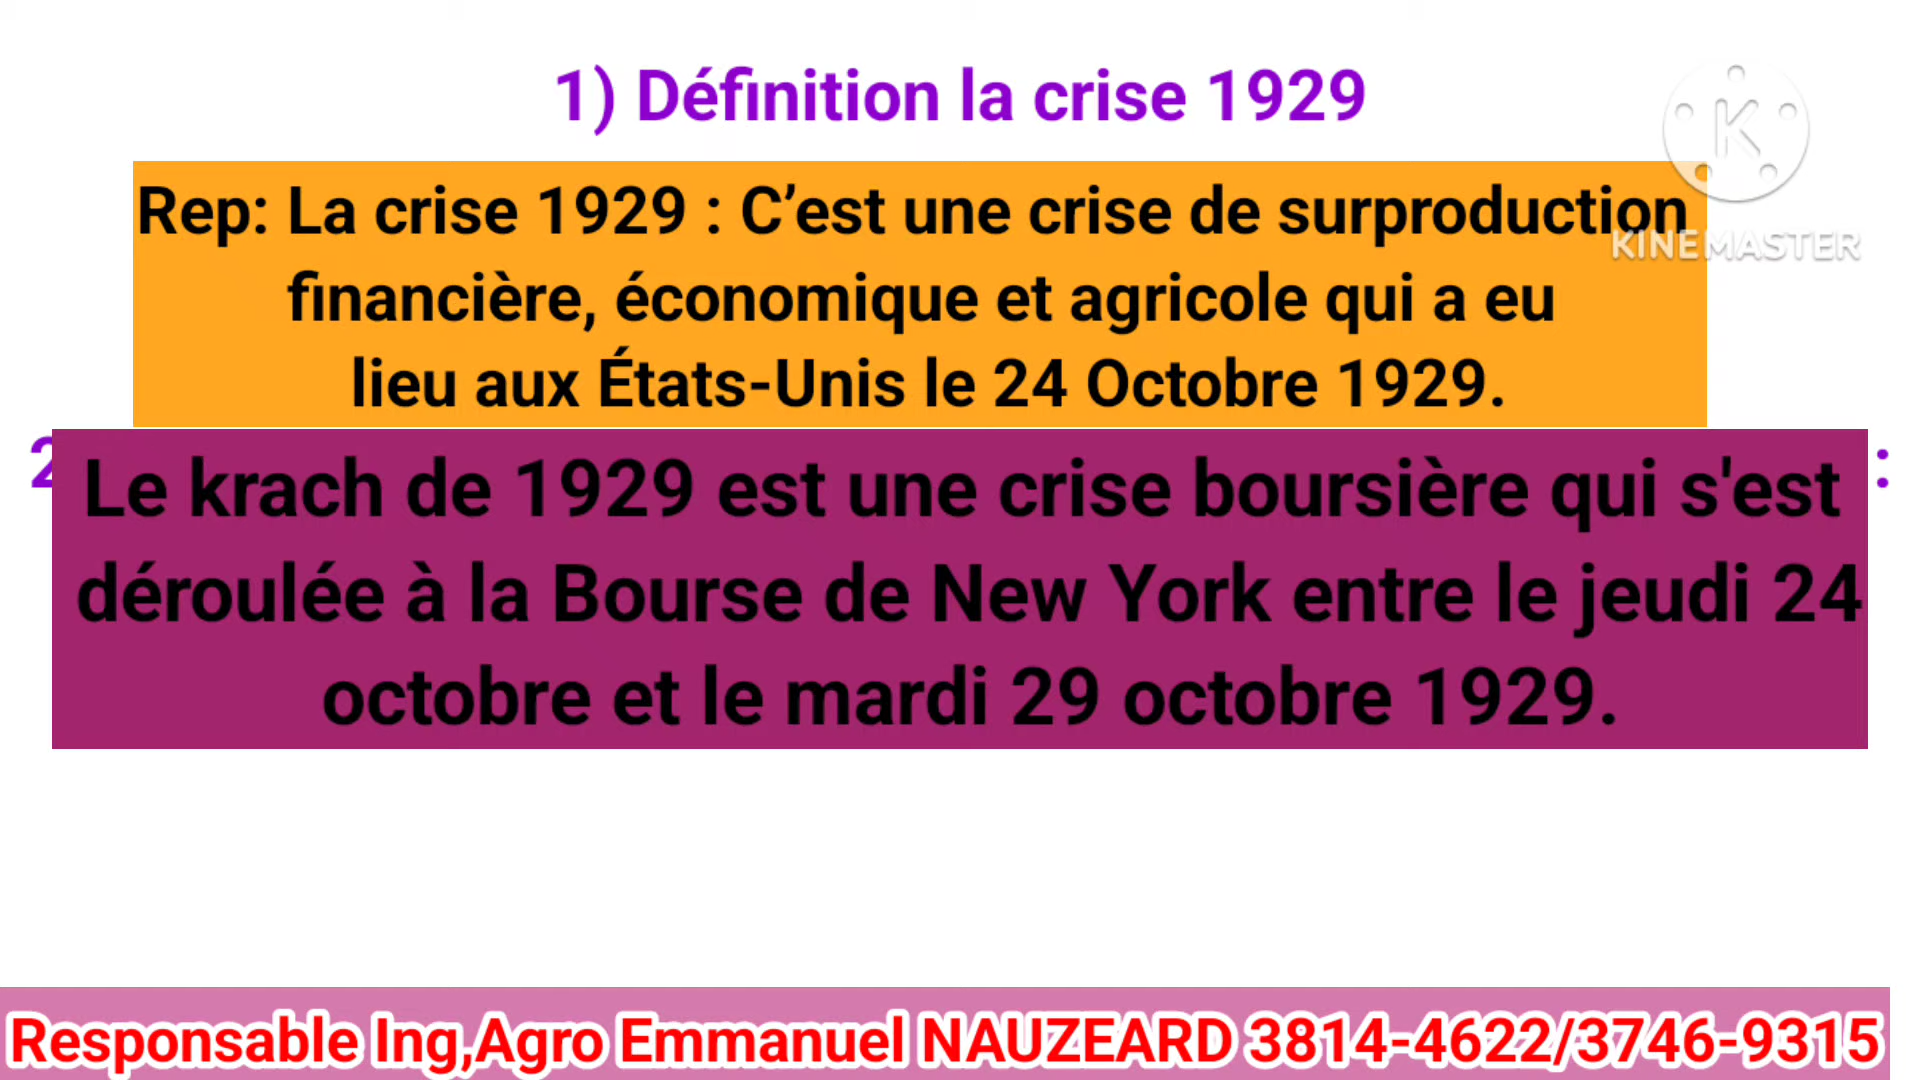 1) Définition la crise 1929
Rep: La crise 1929 : C’est une crise de surproduction
financière, économique et agricole qui a eu
lieu aux États-Unis le 24 Octobre 1929.
K
KINEMASTER
2 :
Le krach de 1929 est une crise boursière qui s'est
déroulée à la Bourse de New York entre le jeudi 24
octobre et le mardi 29 octobre 1929.
Responsable Ing,Agro Emmanuel NAUZEARD 3814-4622/3746-9315